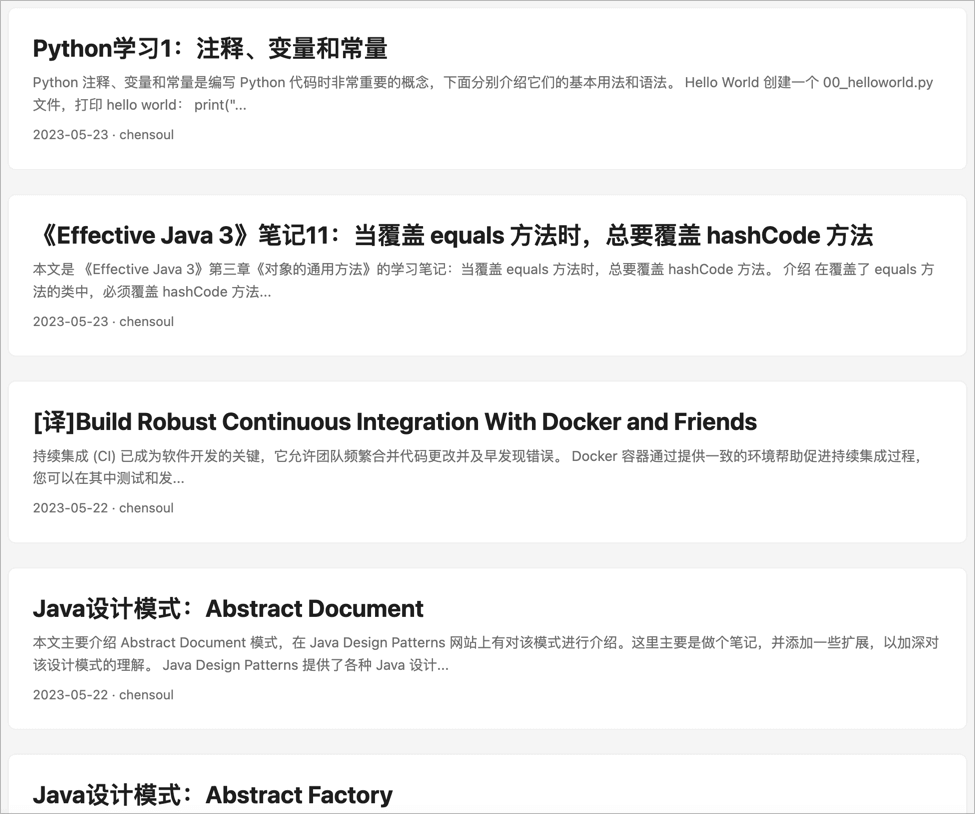 Python学习1：注释、变量和常量
Python 注释、变量和常量是编写 Python 代码时非常重要的概念，下面分别介绍它们的基本用法和语法。 Hello World 创建一个 00_helloworld.py
文件，打印 hello world： print("...
2023-05-23 · chensoul
《Effective Java 3》笔记11：当覆盖 equals 方法时，总要覆盖 hashCode 方法
本文是 《Effective Java 3》第三章《对象的通用方法》的学习笔记：当覆盖 equals 方法时，总要覆盖 hashCode 方法。 介绍 在覆盖了 equals 方
法的类中，必须覆盖 hashCode 方法...
2023-05-23 · chensoul
[译]Build Robust Continuous Integration With Docker and Friends
持续集成 (CI) 已成为软件开发的关键，它允许团队频繁合并代码更改并及早发现错误。 Docker 容器通过提供一致的环境帮助促进持续集成过程，
您可以在其中测试和发...
2023-05-22 · chensoul
Java设计模式：Abstract Document
本文主要介绍 Abstract Document 模式，在 Java Design Patterns 网站上有对该模式进行介绍。这里主要是做个笔记，并添加一些扩展，以加深对
该设计模式的理解。 Java Design Patterns 提供了各种 Java 设计...
2023-05-22 · chensoul
Java设计模式：Abstract Factory